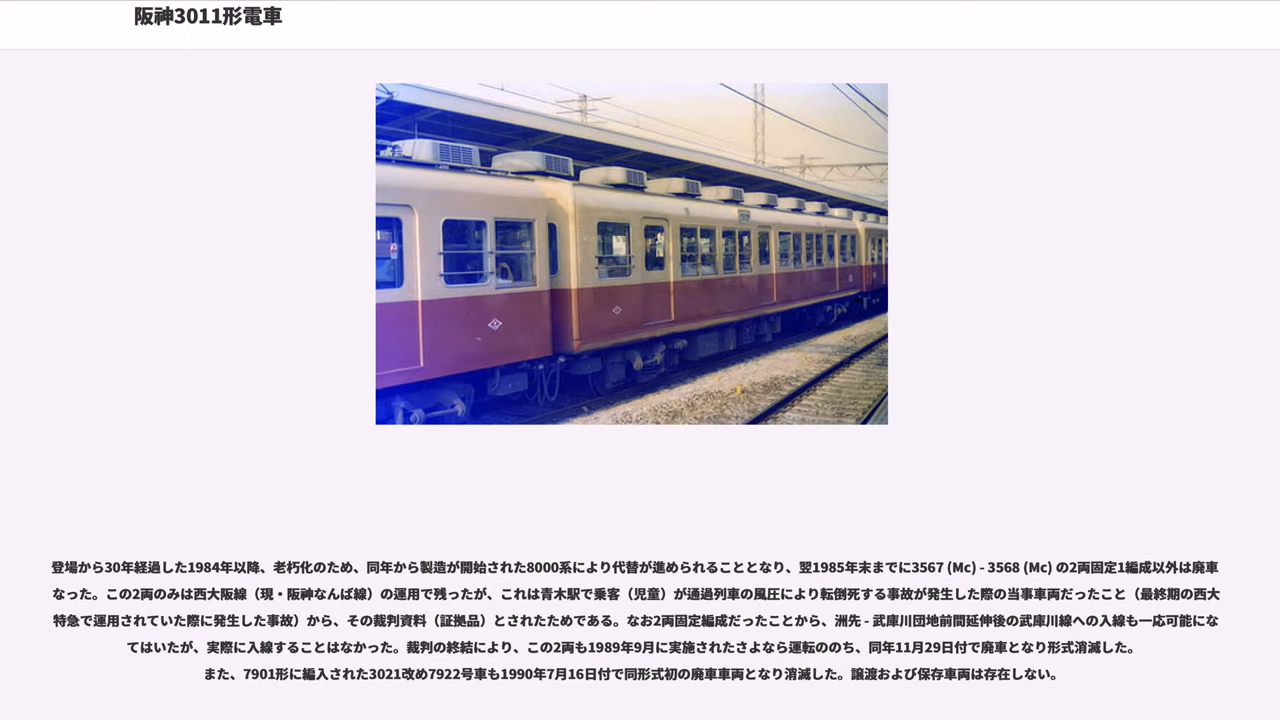 阪神3011形電車
登場から30年経過した1984年以降、老朽化のため、同年から製造が開始された8000系により代替が進められることとなり、翌1985年末までに3567 (Mc) - 3568 (Mc) の2両固定1編成以外は廃車
なった。この2両のみは西大阪線（現・阪神なんば線）の運用で残ったが、これは青木駅で乗客（児童）が通過列車の風圧により転倒死する事故が発生した際の当事車両だったこと（最終期の西大
特急で運用されていた際に発生した事故）から、その裁判資料（証拠品）とされたためである。なお2両固定編成だったことから、洲先 - 武庫川団地前間延伸後の武庫川線への入線も一応可能にな
てはいたが、実際に入線することはなかった。裁判の終結により、この2両も1989年9月に実施されたさよなら運転ののち、同年11月29日付で廃車となり形式消滅した。
また、7901形に編入された3021改め7922号車も1990年7月16日付で同形式初の廃車車両となり消滅した。譲渡および保存車両は存在しない。